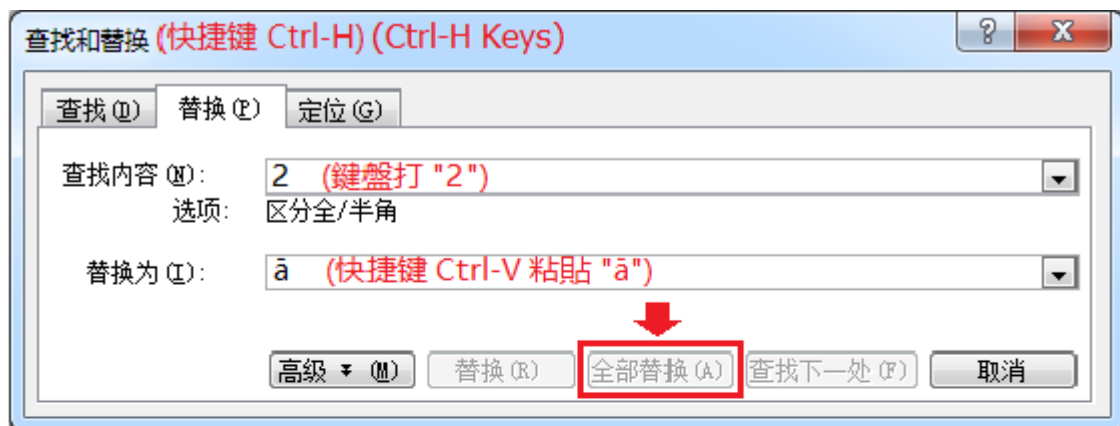 查找和替换 (快捷键 Ctrl-H) (Ctrl-H Keys)
查找(D) 替换(P) 定位(G)
查找内容(N): 2 (鍵盤打 "2")
选项: 区分全/半角
替换为(I): ā (快捷键 Ctrl-V 粘貼 "ā")
高级 (M) 替换(R) 全部替换(A) 查找下一处(F) 取消